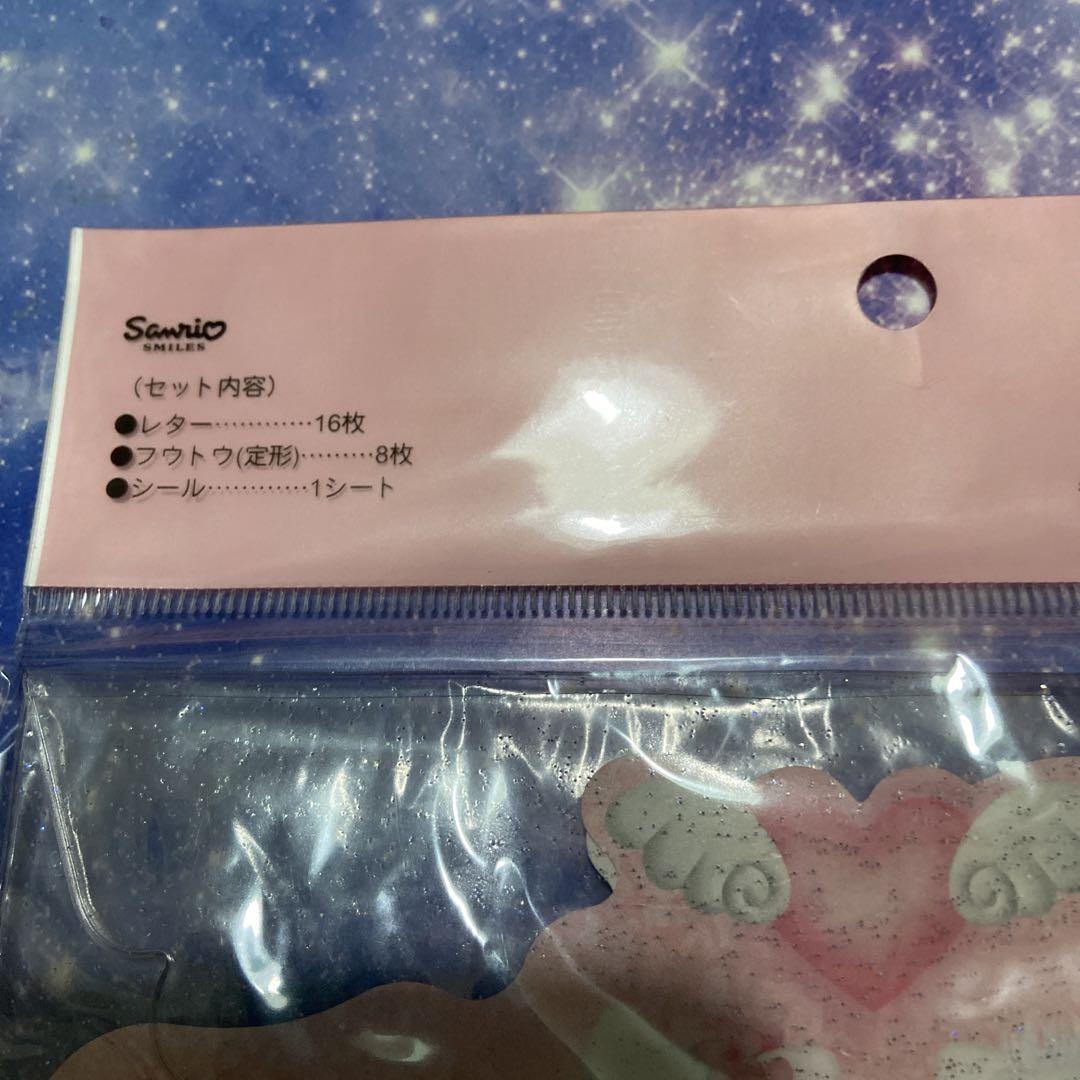 Sanrio
SMILES
（セット内容）
●レター············16枚
●フウトウ(定形)·········8枚
●シール············1シート